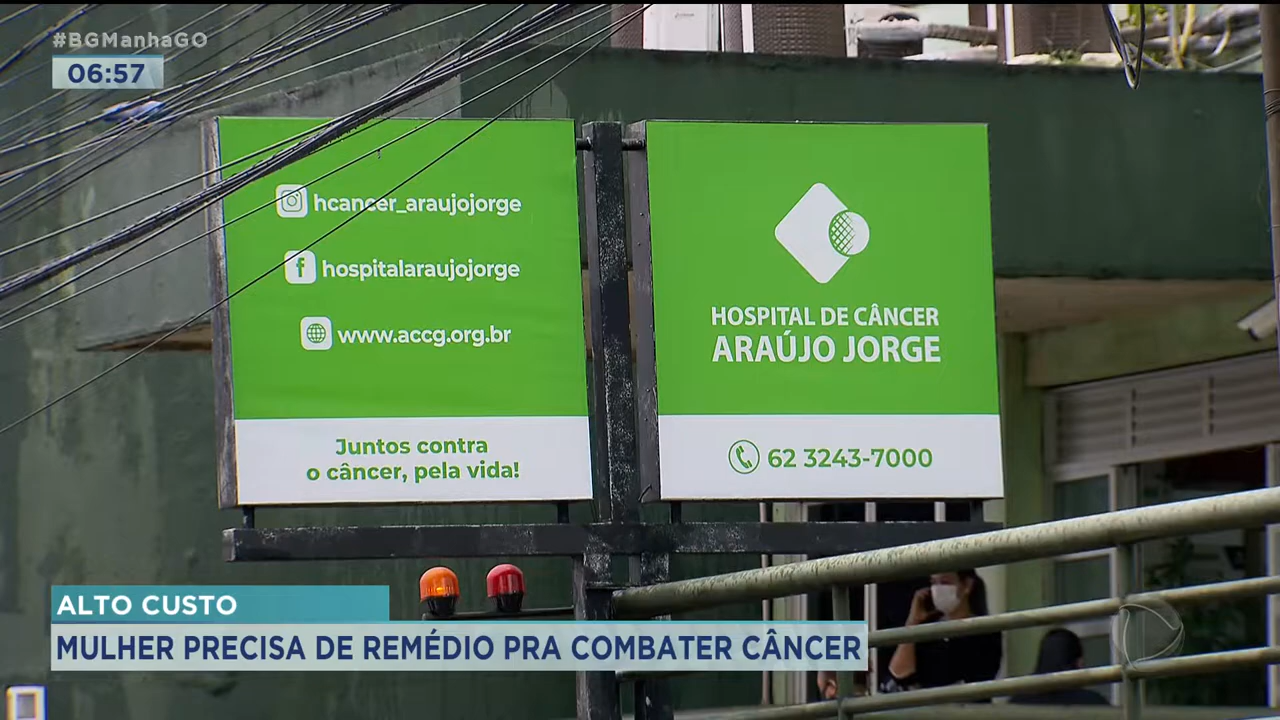 #BGManhaGO
06:57
hcancer_araujojorge
hospitalaraujojorge
www.accg.org.br
Juntos contra
o câncer, pela vida!
HOSPITAL DE CÂNCER
ARAÚJO JORGE
62 3243-7000
ALTO CUSTO
MULHER PRECISA DE REMÉDIO PRA COMBATER CÂNCER